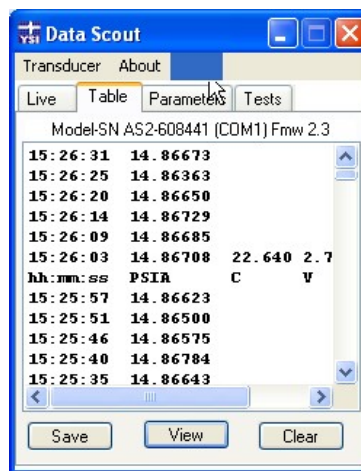 YSI Data Scout
Transducer About
Live Table Parameters Tests
Model-SN AS2-608441 (COM1) Fmw 2.3
15:26:31 14.86673
15:26:25 14.86363
15:26:20 14.86650
15:26:14 14.86729
15:26:09 14.86685
15:26:03 14.86708 22.640 2.7
hh:mm:ss PSIA C V
15:25:57 14.86623
15:25:51 14.86500
15:25:46 14.86575
15:25:40 14.86784
15:25:35 14.86643
Save View Clear